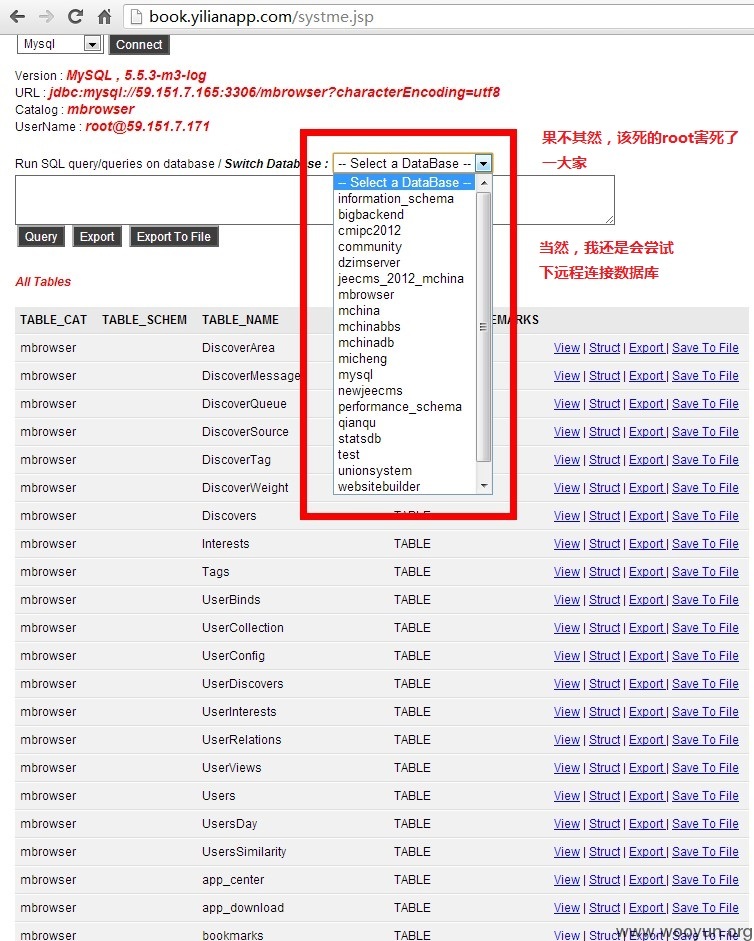 book.yilianapp.com/systme.jsp
Mysql Connect
Version : MySQL , 5.5.3-m3-log
URL : jdbc:mysql://59.151.7.165:3306/mbrowser?characterEncoding=utf8
Catalog : mbrowser
UserName : root@59.151.7.171
果不其然，该死的root害死了
一大家
Run SQL query/queries on database / Switch Database : -- Select a DataBase --
-- Select a DataBase --
information_schema
bigbackend
cmipc2012
community
dzimserver
jeecms_2012_mchina
mbrowser
mchina
mchinabbs
mchinadb
micheng
mysql
newjeecms
performance_schema
qianqu
statsdb
test
unionsystem
websitebuilder
Query Export Export To File
当然，我还是会尝试
下远程连接数据库
All Tables
TABLE_CAT TABLE_SCHEM TABLE_NAME EMARKS
mbrowser DiscoverArea View | Struct | Export | Save To File
mbrowser DiscoverMessage View | Struct | Export | Save To File
mbrowser DiscoverQueue View | Struct | Export | Save To File
mbrowser DiscoverSource View | Struct | Export | Save To File
mbrowser DiscoverTag View | Struct | Export | Save To File
mbrowser DiscoverWeight View | Struct | Export | Save To File
mbrowser Discovers TABLE View | Struct | Export | Save To File
mbrowser Interests TABLE View | Struct | Export | Save To File
mbrowser Tags TABLE View | Struct | Export | Save To File
mbrowser UserBinds TABLE View | Struct | Export | Save To File
mbrowser UserCollection TABLE View | Struct | Export | Save To File
mbrowser UserConfig TABLE View | Struct | Export | Save To File
mbrowser UserDiscovers TABLE View | Struct | Export | Save To File
mbrowser UserInterests TABLE View | Struct | Export | Save To File
mbrowser UserRelations TABLE View | Struct | Export | Save To File
mbrowser UserViews TABLE View | Struct | Export | Save To File
mbrowser Users TABLE View | Struct | Export | Save To File
mbrowser UsersDay TABLE View | Struct | Export | Save To File
mbrowser UsersSimilarity TABLE View | Struct | Export | Save To File
mbrowser app_center TABLE View | Struct | Export | Save To File
mbrowser app_download TABLE View | Struct | Export | Save To File
mbrowser bookmarks TABLE View | Struct | Export | Save To File
www.wooyun.org